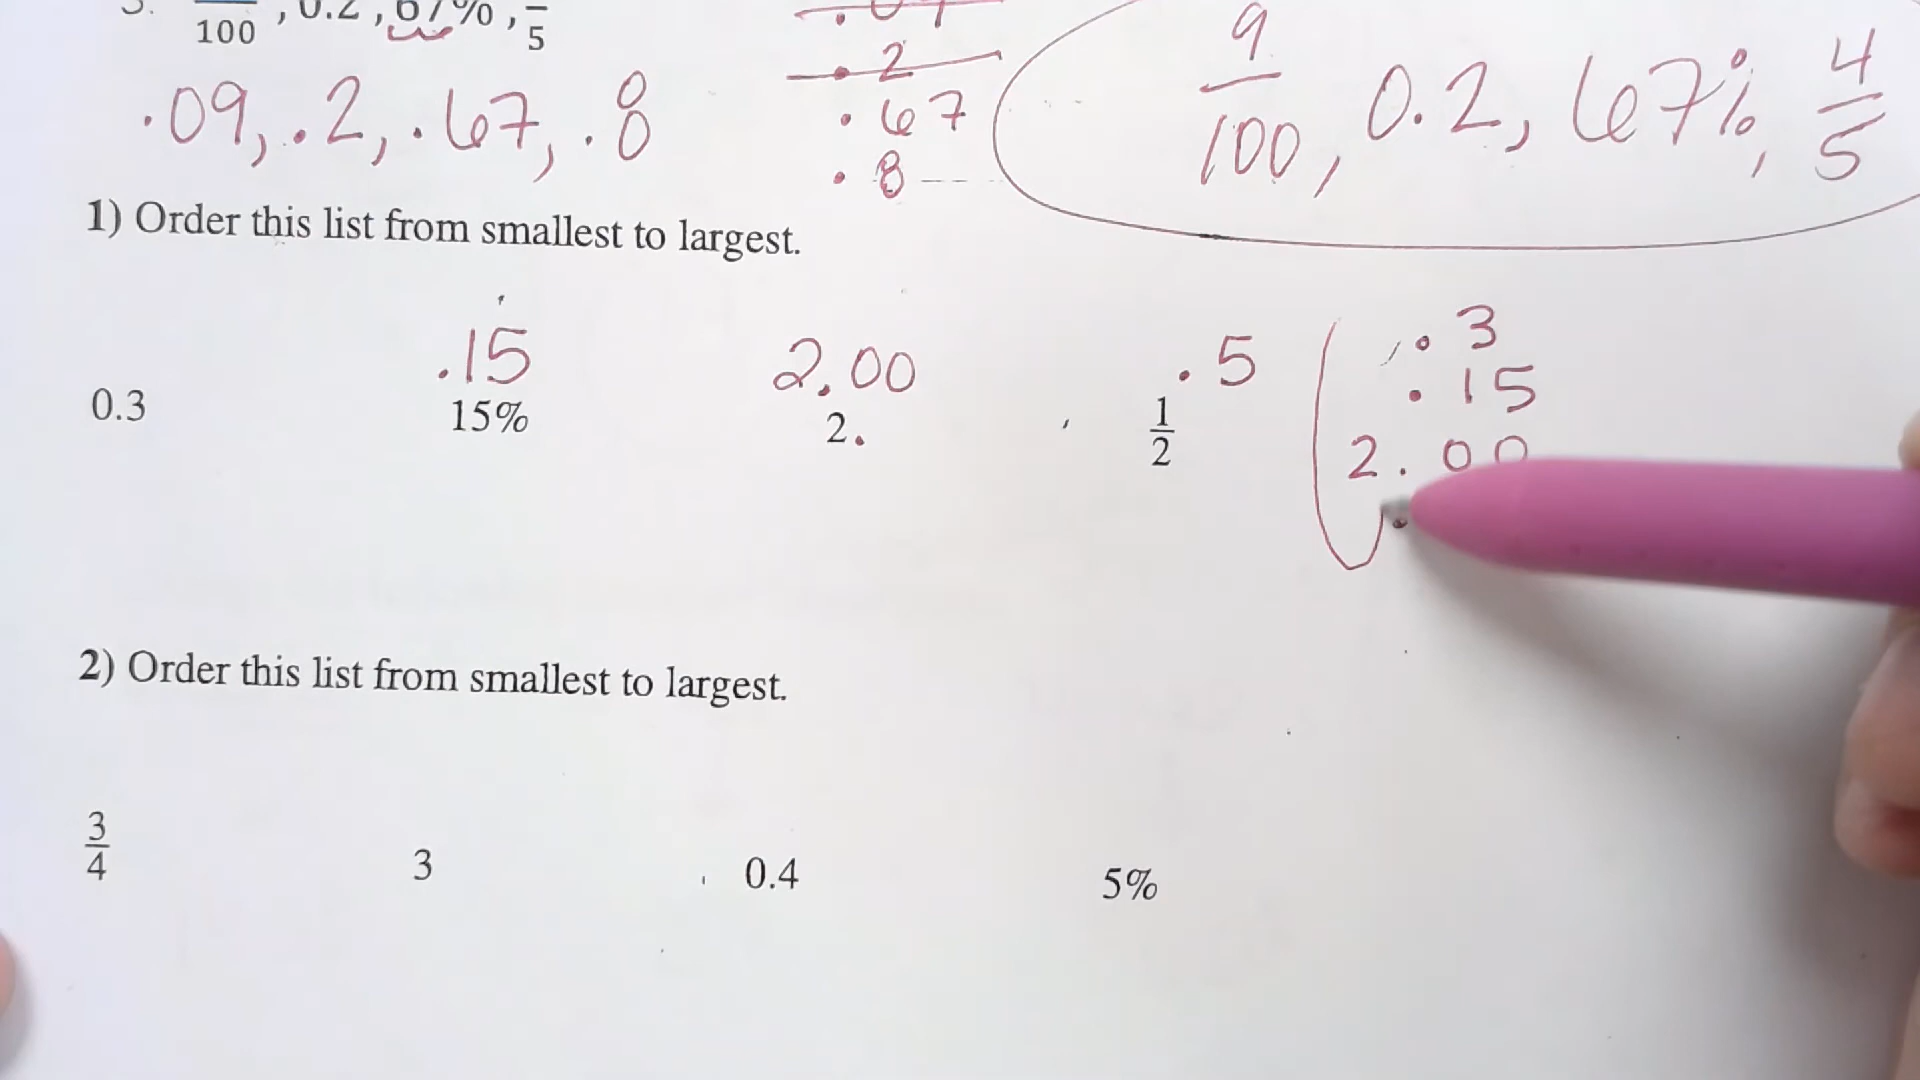 100 , 0.2 , 67% , 5
.09, .2, .67, .8
. 2
. 67
. 8
9/100, 0.2, 67%, 4/5
1) Order this list from smallest to largest.
.15 2.00 .5
0.3 15% 2. 1/2
. 3
. 15
2.00
.
2) Order this list from smallest to largest.
3/4 3 0.4 5%